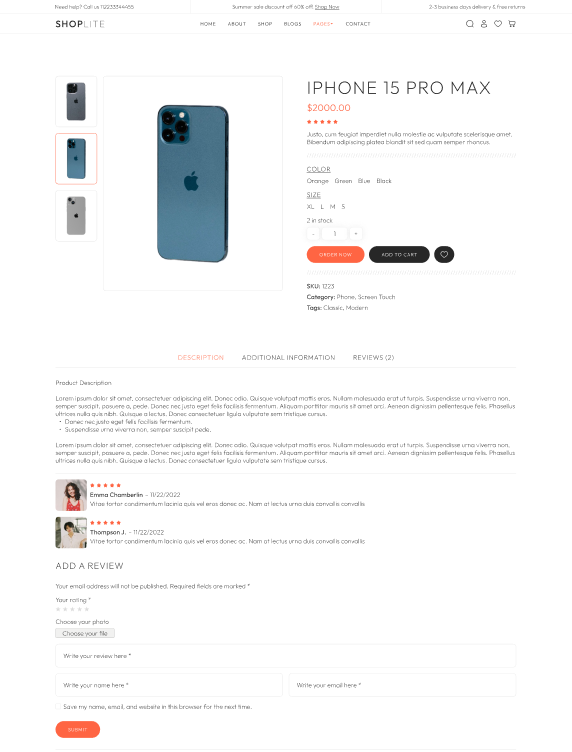 Need help? Call us 112233344455
Summer sale discount off 60% off! Shop Now
2-3 business days delivery & free returns
SHOPLITE
HOME ABOUT SHOP BLOGS PAGES CONTACT
IPHONE 15 PRO MAX
$2000.00
Justo, cum feugiat imperdiet nulla molestie ac vulputate scelerisque amet.
Bibendum adipiscing platea blandit sit sed quam semper rhoncus.
COLOR
Orange Green Blue Black
SIZE
XL L M S
2 in stock
- 1 +
ORDER NOW ADD TO CART
SKU: 1223
Category: Phone, Screen Touch
Tags: Classic, Modern
DESCRIPTION ADDITIONAL INFORMATION REVIEWS (2)
Product Description
Lorem ipsum dolor sit amet, consectetuer adipiscing elit. Donec odio. Quisque volutpat mattis eros. Nullam malesuada erat ut turpis. Suspendisse urna viverra non,
semper suscipit, posuere a, pede. Donec nec justo eget felis facilisis fermentum. Aliquam porttitor mauris sit amet orci. Aenean dignissim pellentesque felis. Phasellus
ultrices nulla quis nibh. Quisque a lectus. Donec consectetuer ligula vulputate sem tristique cursus.
• Donec nec justo eget felis facilisis fermentum.
• Suspendisse urna viverra non, semper suscipit pede.
Lorem ipsum dolor sit amet, consectetuer adipiscing elit. Donec odio. Quisque volutpat mattis eros. Nullam malesuada erat ut turpis. Suspendisse urna viverra non,
semper suscipit, posuere a, pede. Donec nec justo eget felis facilisis fermentum. Aliquam porttitor mauris sit amet orci. Aenean dignissim pellentesque felis. Phasellus
ultrices nulla quis nibh. Quisque a lectus. Donec consectetuer ligula vulputate sem tristique cursus.
Emma Chamberlin - 11/22/2022
Vitae tortor condimentum lacinia quis vel eros donec ac. Nam at lectus urna duis convallis convallis
Thompson J. - 11/22/2022
Vitae tortor condimentum lacinia quis vel eros donec ac. Nam at lectus urna duis convallis convallis
ADD A REVIEW
Your email address will not be published. Required fields are marked *
Your rating *
Choose your photo
Choose your file
Write your review here *
Write your name here * Write your email here *
Save my name, email, and website in this browser for the next time.
SUBMIT